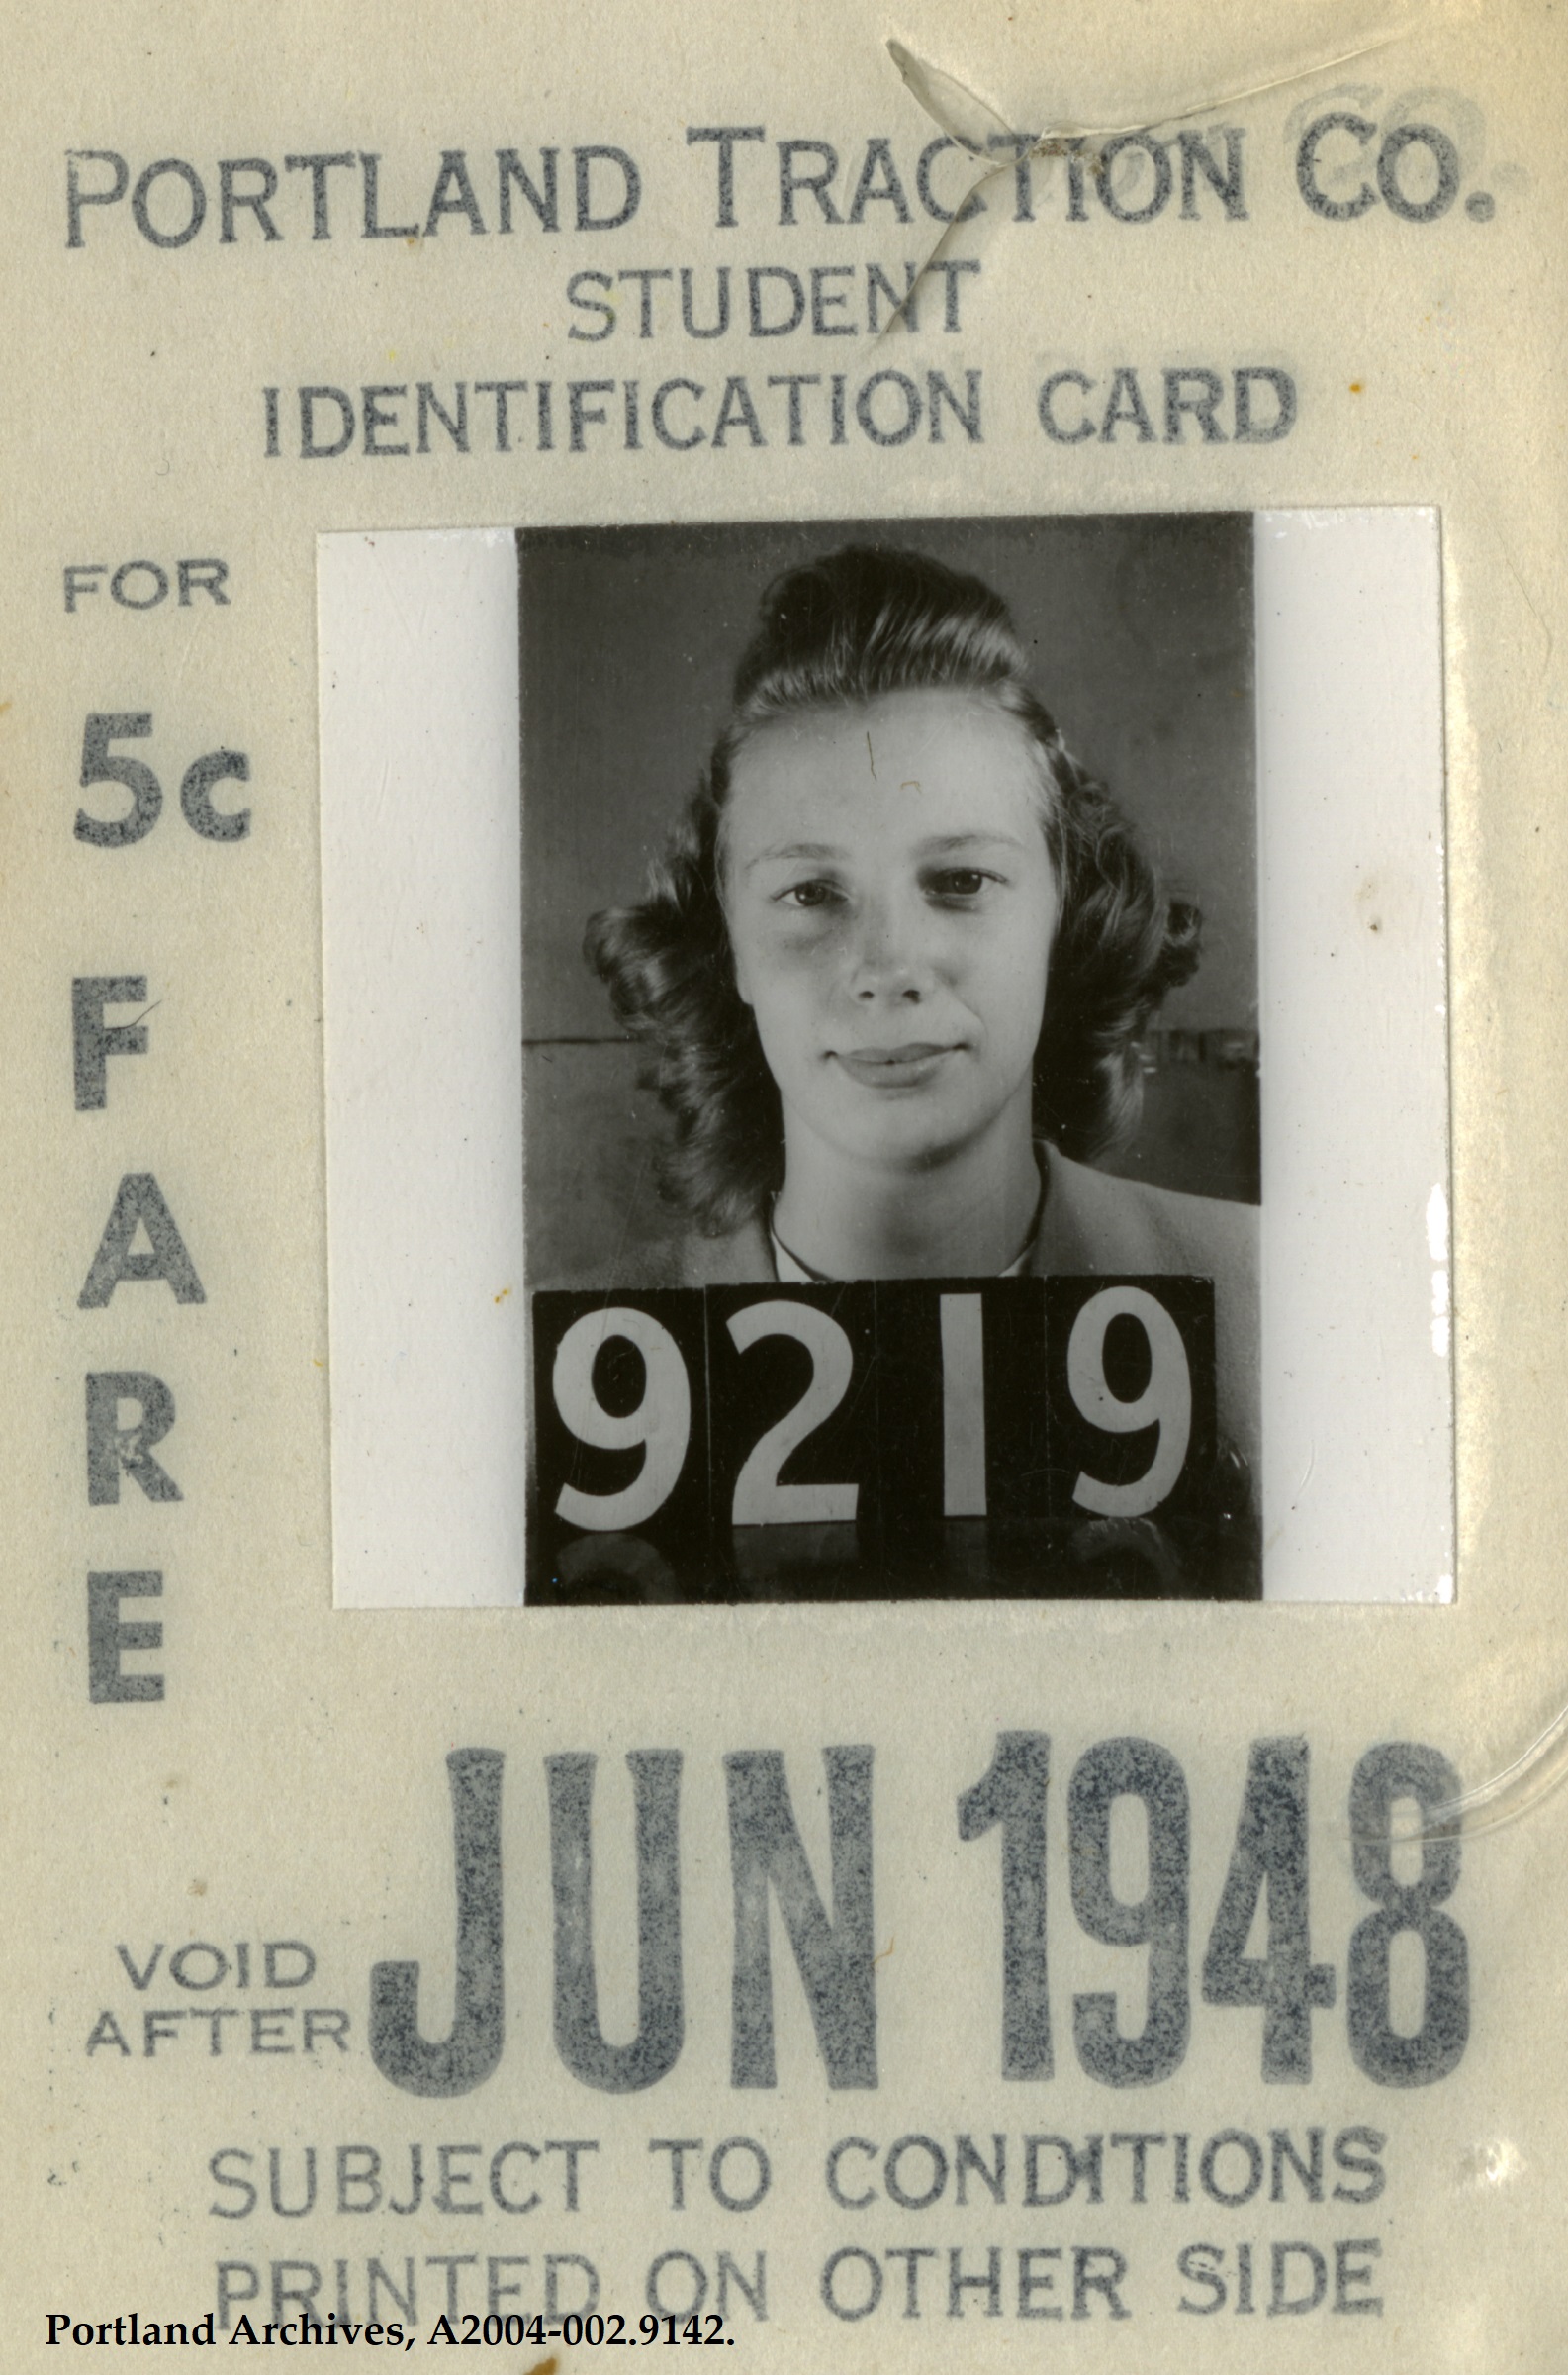 PORTLAND TRACTION CO.
STUDENT
IDENTIFICATION CARD
FOR
5c
FARE
9219
VOID
AFTER
JUN 1948
SUBJECT TO CONDITIONS
PRINTED ON OTHER SIDE
Portland Archives, A2004-002.9142.